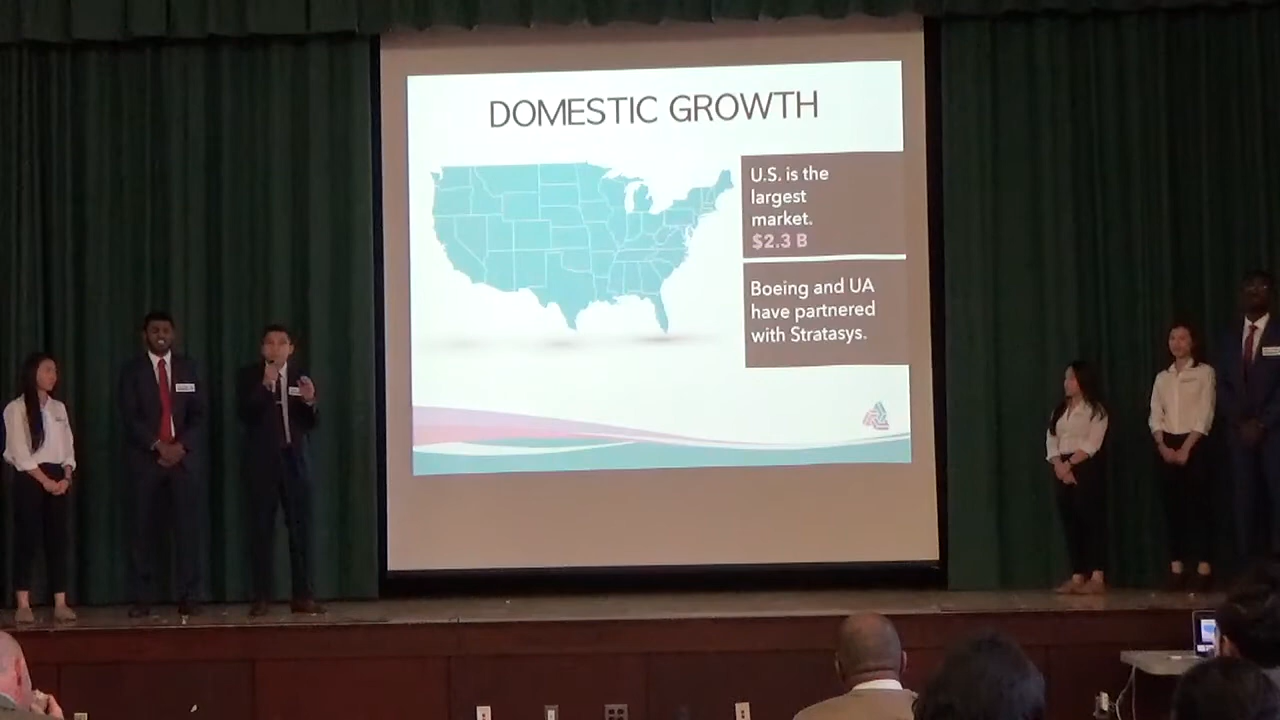 DOMESTIC GROWTH
U.S. is the
largest
market.
$2.3 B
Boeing and UA
have partnered
with Stratasys.